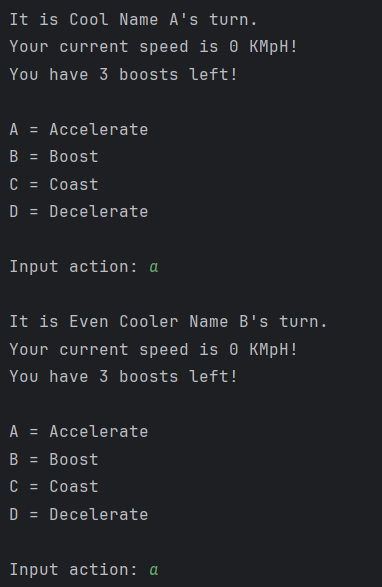 It is Cool Name A's turn.
Your current speed is 0 KMpH!
You have 3 boosts left!
A = Accelerate
B = Boost
C = Coast
D = Decelerate
Input action: a
It is Even Cooler Name B's turn.
Your current speed is 0 KMpH!
You have 3 boosts left!
A = Accelerate
B = Boost
C = Coast
D = Decelerate
Input action: a